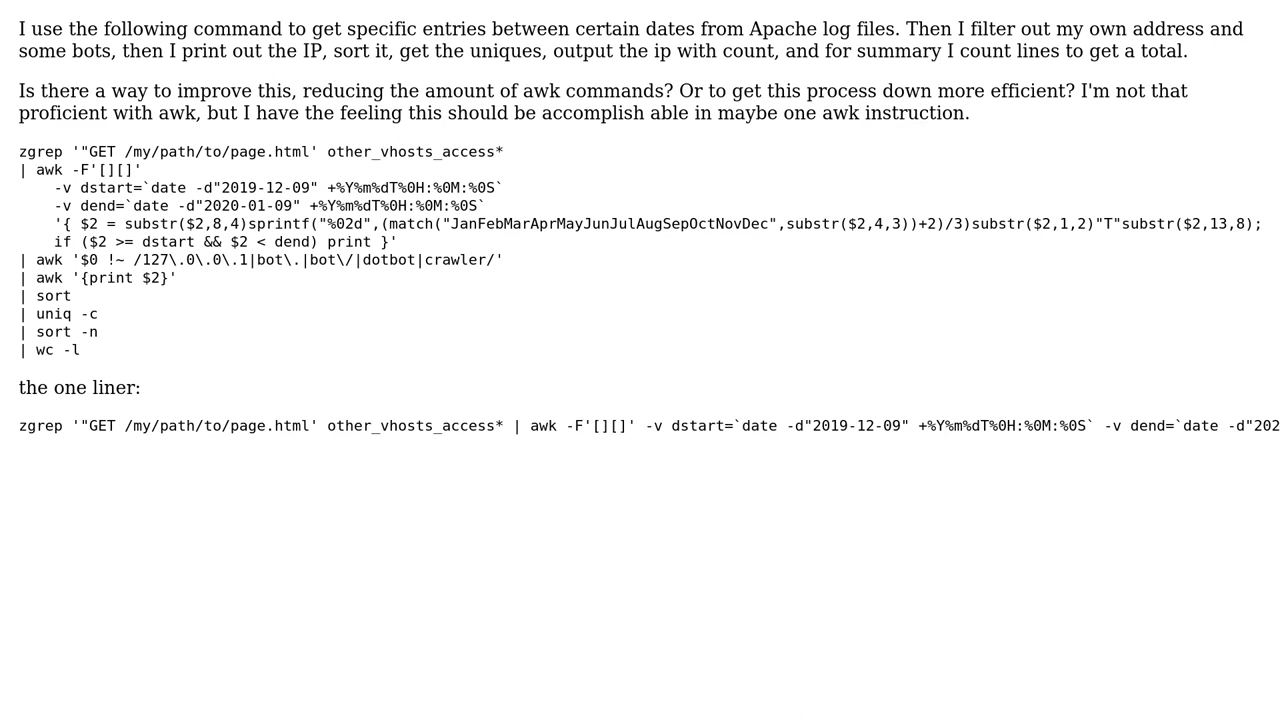 I use the following command to get specific entries between certain dates from Apache log files. Then I filter out my own address and
some bots, then I print out the IP, sort it, get the uniques, output the ip with count, and for summary I count lines to get a total.
Is there a way to improve this, reducing the amount of awk commands? Or to get this process down more efficient? I'm not that
proficient with awk, but I have the feeling this should be accomplish able in maybe one awk instruction.
zgrep '"GET /my/path/to/page.html' other_vhosts_access*
| awk -F'[][]'
    -v dstart=`date -d"2019-12-09" +%Y%m%dT%0H:%0M:%0S`
    -v dend=`date -d"2020-01-09" +%Y%m%dT%0H:%0M:%0S`
    '{ $2 = substr($2,8,4)sprintf("%02d",(match("JanFebMarAprMayJunJulAugSepOctNovDec",substr($2,4,3))+2)/3)substr($2,1,2)"T"substr($2,13,8);
    if ($2 >= dstart && $2 < dend) print }'
| awk '$0 !~ /127\.0\.0\.1|bot\.|bot\/|dotbot|crawler/'
| awk '{print $2}'
| sort
| uniq -c
| sort -n
| wc -l
the one liner:
zgrep '"GET /my/path/to/page.html' other_vhosts_access* | awk -F'[][]' -v dstart=`date -d"2019-12-09" +%Y%m%dT%0H:%0M:%0S` -v dend=`date -d"202